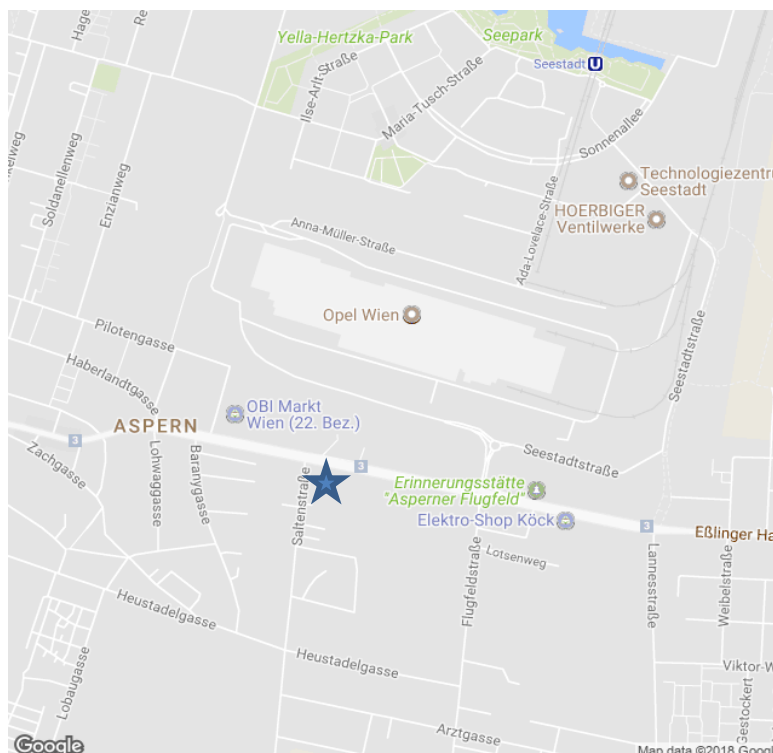 Hage
Re
Yella-Hertzka-Park
Seepark
Seestadt U
Ilse-Arlt-Straße
Maria-Tusch-Straße
Sonnenallee
Soldanellenweg
Enzianweg
Technologiezentru
Seestadt
HOERBIGER
Ventilwerke
Ada-Lovelace-Straße
Anna-Müller-Straße
Opel Wien
Pilotengasse
Seestadtstraße
Haberlandtgasse
OBI Markt
Wien (22. Bez.)
ASPERN
3
Zachgasse
Lohwaggasse
Baranygasse
Saltenstraße
3
Seestadtstraße
Erinnerungsstätte
"Asperner Flugfeld"
Elektro-Shop Köck
3
Eßlinger Ha
Lotsenweg
Flugfeldstraße
Lannesstraße
Weibelstraße
Heustadelgasse
Heustadelgasse
Viktor-W
Lobaugasse
Gestockert
Arztgasse
Google
Map data ©2018 Google